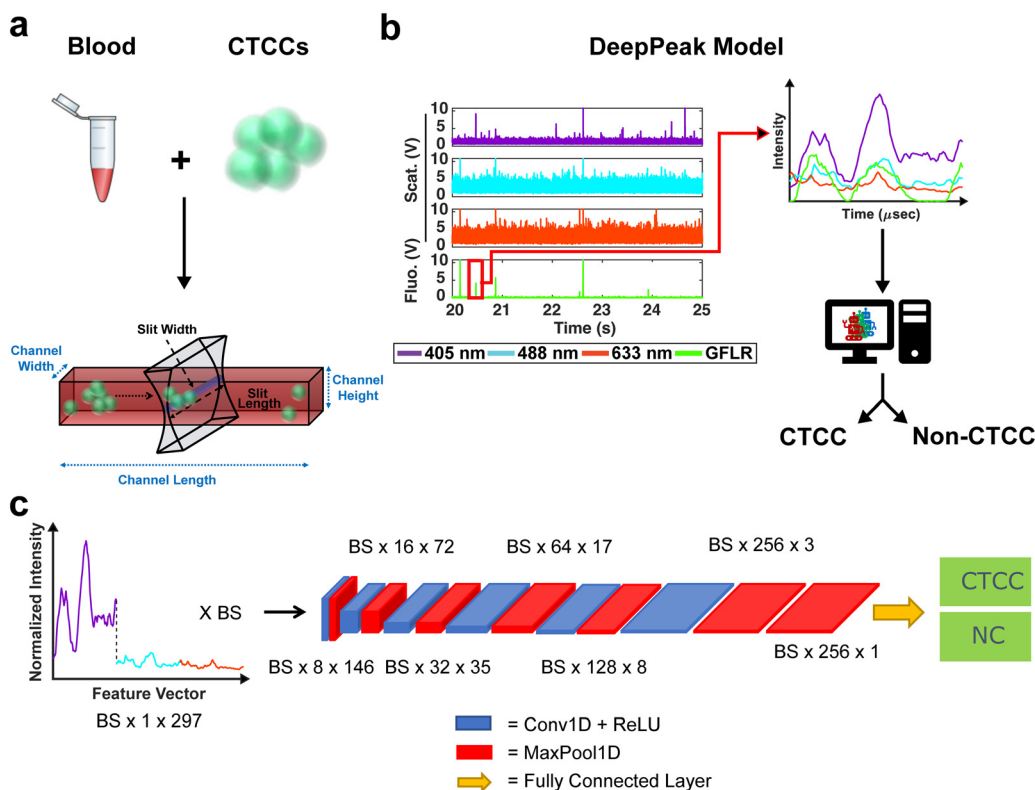 a
Blood
CTCCs
+
Slit Width
Channel
Width
Slit
Length
Channel
Height
Channel Length
b
DeepPeak Model
Scat. (V)
Fluo. (V)
10
5
0
10
5
0
10
5
0
10
5
0
20 21 22 23 24 25
Time (s)
405 nm 488 nm 633 nm GFLR
Intensity
Time (μsec)
CTCC
Non-CTCC
c
Normalized Intensity
Feature Vector
BS x 1 x 297
X BS
BS x 16 x 72
BS x 64 x 17
BS x 256 x 3
BS x 8 x 146
BS x 32 x 35
BS x 128 x 8
BS x 256 x 1
CTCC
NC
= Conv1D + ReLU
= MaxPool1D
= Fully Connected Layer